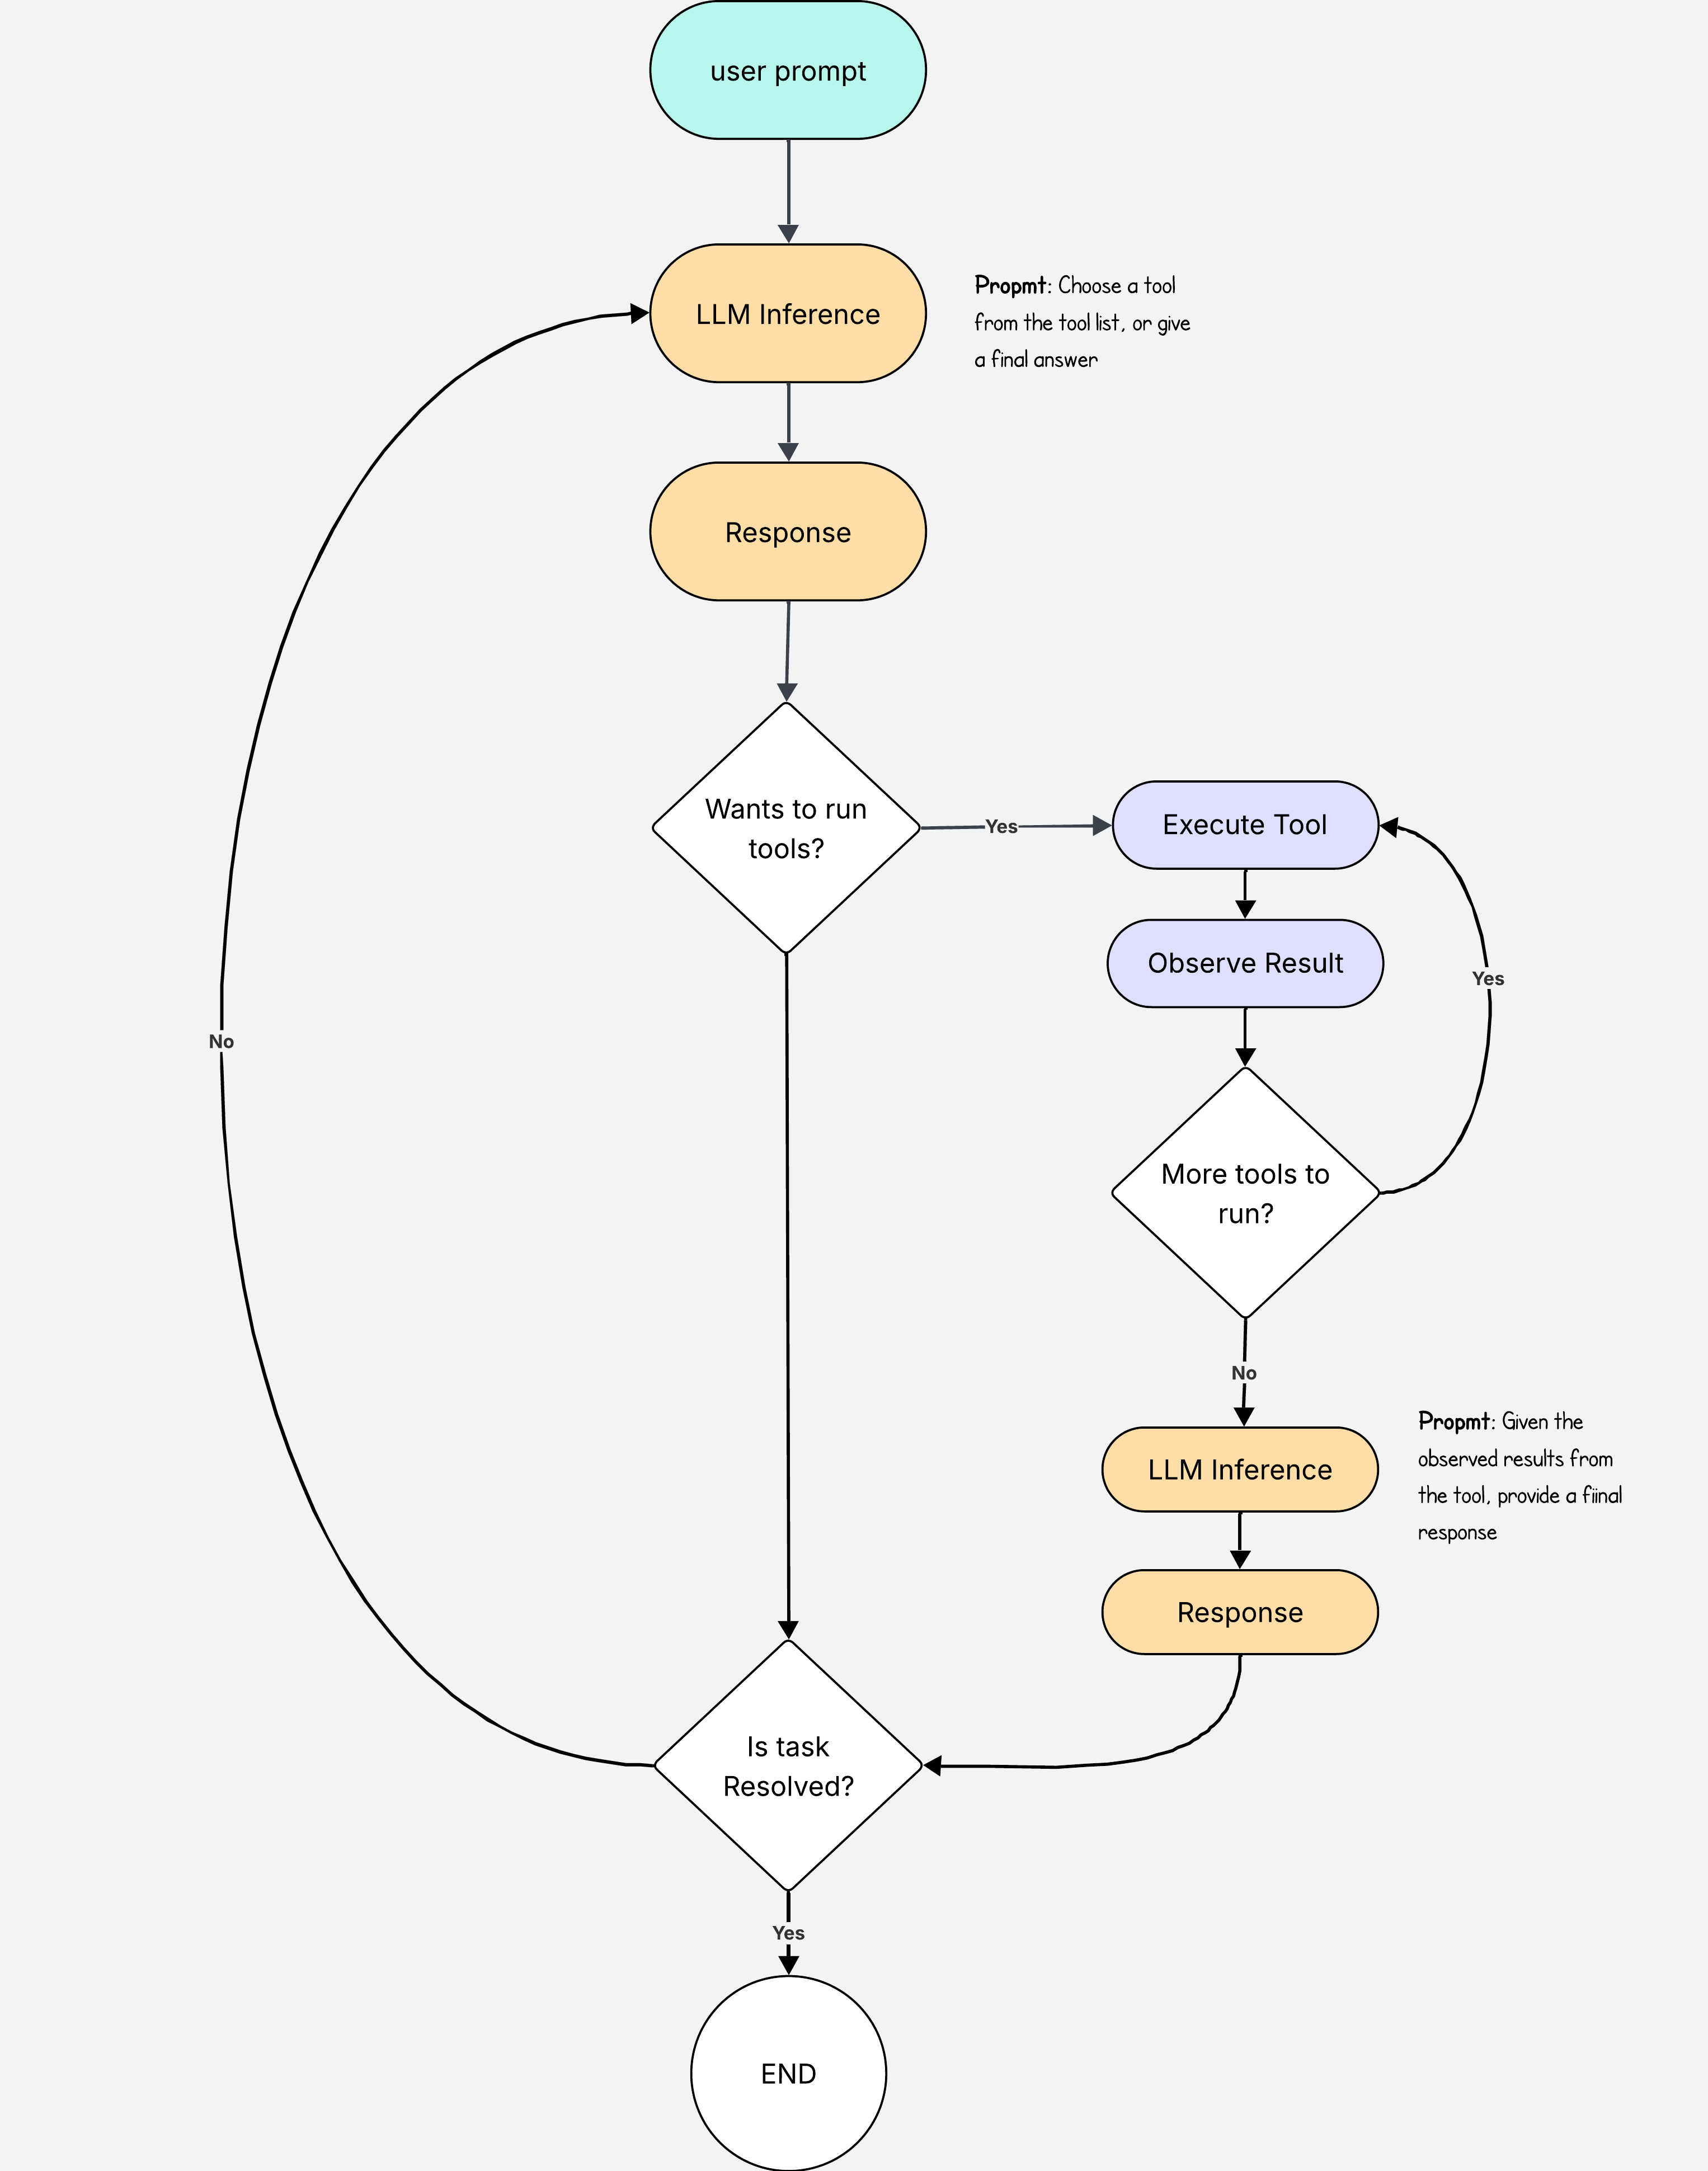 user prompt
LLM Inference
Propmt: Choose a tool
from the tool list, or give
a final answer
Response
Wants to run
tools?
Yes
Execute Tool
Observe Result
Yes
No
More tools to
run?
No
LLM Inference
Propmt: Given the
observed results from
the tool, provide a fiinal
response
Response
Is task
Resolved?
Yes
END